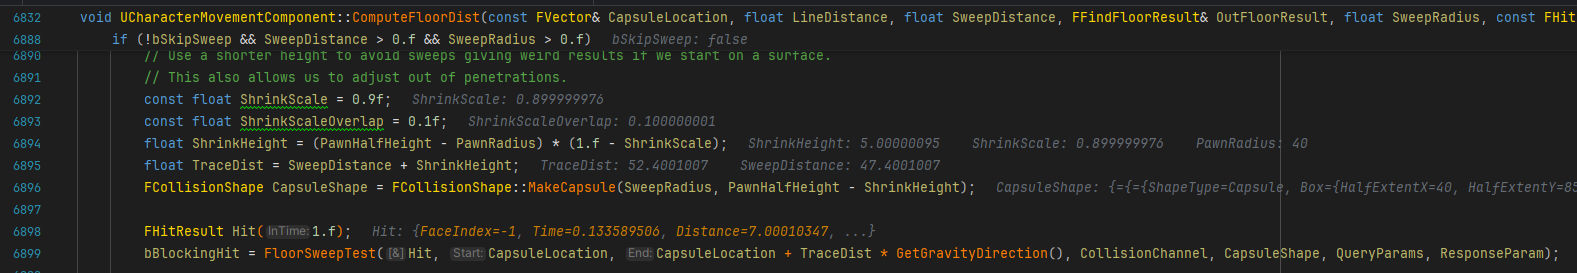 6832 void UCharacterMovementComponent::ComputeFloorDist(const FVector& CapsuleLocation, float LineDistance, float SweepDistance, FFindFloorResult& OutFloorResult, float SweepRadius, const FHit
6888 if (!bSkipSweep && SweepDistance > 0.f && SweepRadius > 0.f) bSkipSweep: false
6890 // Use a shorter height to avoid sweeps giving weird results if we start on a surface.
6891 // This also allows us to adjust out of penetrations.
6892 const float ShrinkScale = 0.9f; ShrinkScale: 0.899999976
6893 const float ShrinkScaleOverlap = 0.1f; ShrinkScaleOverlap: 0.100000001
6894 float ShrinkHeight = (PawnHalfHeight - PawnRadius) * (1.f - ShrinkScale); ShrinkHeight: 5.00000095 ShrinkScale: 0.899999976 PawnRadius: 40
6895 float TraceDist = SweepDistance + ShrinkHeight; TraceDist: 52.4001007 SweepDistance: 47.4001007
6896 FCollisionShape CapsuleShape = FCollisionShape::MakeCapsule(SweepRadius, PawnHalfHeight - ShrinkHeight); CapsuleShape: {={={ShapeType=Capsule, Box={HalfExtentX=40, HalfExtentY=85
6897
6898 FHitResult Hit(InTime: 1.f); Hit: {FaceIndex=-1, Time=0.133589506, Distance=7.00010347, ...}
6899 bBlockingHit = FloorSweepTest([&] Hit, Start: CapsuleLocation, End: CapsuleLocation + TraceDist * GetGravityDirection(), CollisionChannel, CapsuleShape, QueryParams, ResponseParam);